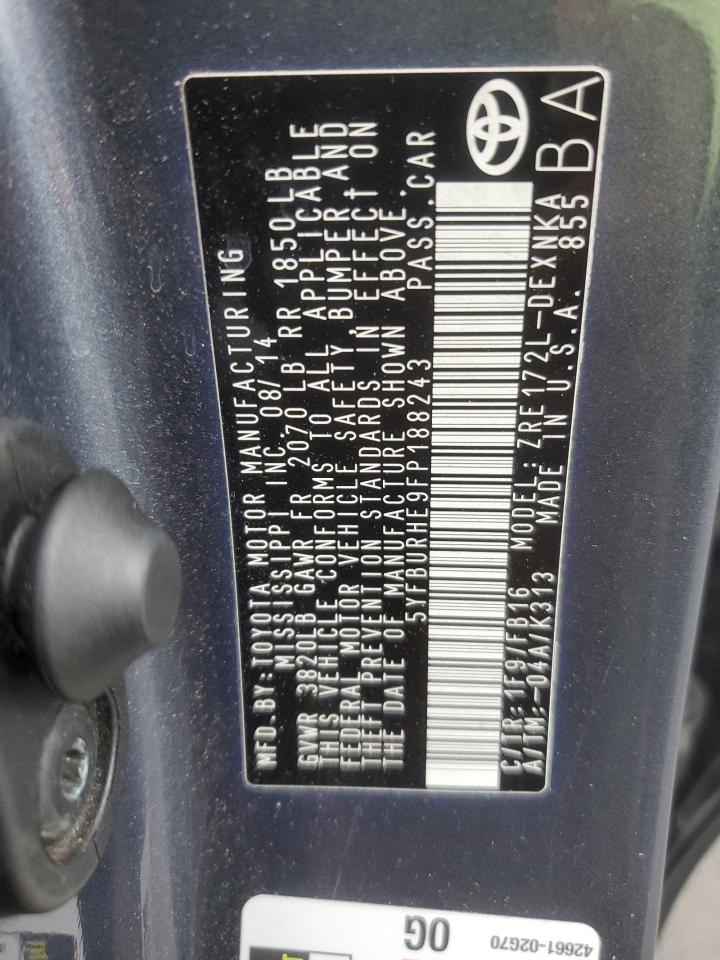 MFD.BY:TOYOTA MOTOR MANUFACTURING
MISSISSIPPI INC. 08/14
GVWR 3820LB GAWR FR 2070 LB RR 1850 LB
THIS VEHICLE CONFORMS TO ALL APPLICABLE
FEDERAL MOTOR VEHICLE SAFETY, BUMPER AND
THEFT PREVENTION STANDARDS IN EFFECT ON
THE DATE OF MANUFACTURE SHOWN ABOVE.
5YFBURHE9FP188243 PASS.CAR
C/TR:1F9/FB16 MODEL:ZRE172L-DEXNKA
A/TM:-04A/K313 MADE IN U.S.A. 855
BA
0G
42661-02G70